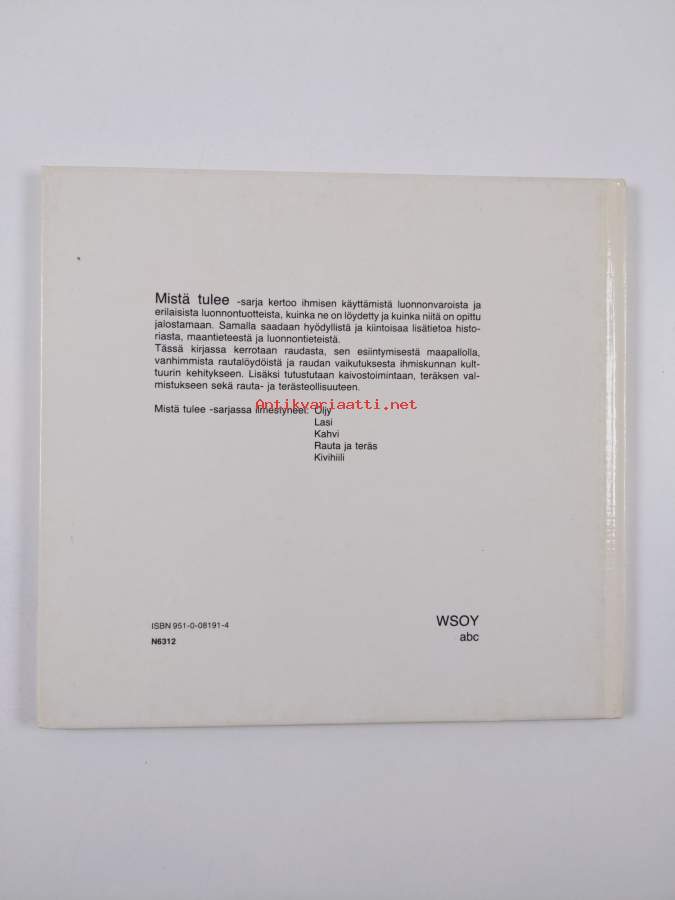 Mistä tulee -sarja kertoo ihmisen käyttämistä luonnonvaroista ja
erilaisista luonnontuotteista, kuinka ne on löydetty ja kuinka niitä on opittu
jalostamaan. Samalla saadaan hyödyllistä ja kiintoisaa lisätietoa histo-
riasta, maantieteestä ja luonnontieteistä.
Tässä kirjassa kerrotaan raudasta, sen esiintymisestä maapallolla,
vanhimmista rautalöydöistä ja raudan vaikutuksesta ihmiskunnan kult-
tuurin kehitykseen. Lisäksi tutustutaan kaivostoimintaan, teräksen val-
mistukseen sekä rauta- ja terästeollisuuteen.
Antikvariaatti.net
Mistä tulee -sarjassa ilmestyneet: Öljy
Lasi
Kahvi
Rauta ja teräs
Kivihiili
ISBN 951-0-08191-4
N6312
WSOY
abc